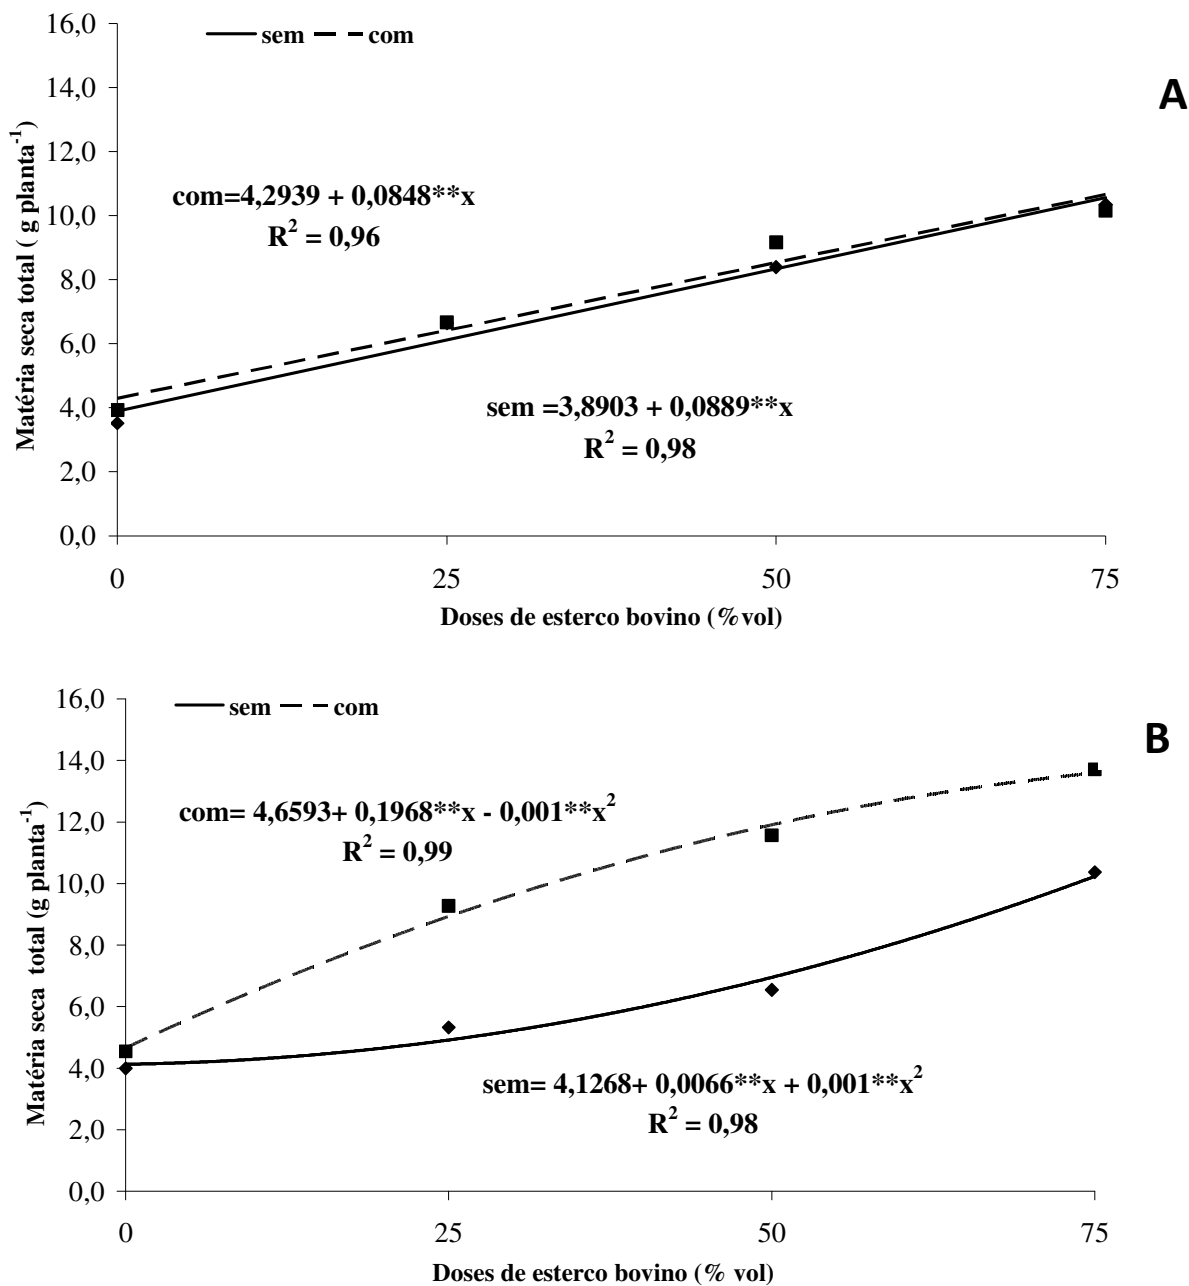 16,0
sem com
14,0
A
12,0
com=4,2939 + 0,0848**x
R² = 0,96
10,0
8,0
6,0
sem =3,8903 + 0,0889**x
R² = 0,98
4,0
2,0
0,0
Matéria seca total ( g planta⁻¹)
0 25 50 75
Doses de esterco bovino (%vol)
16,0
sem com
B
14,0
com= 4,6593+ 0,1968**x - 0,001**x²
R² = 0,99
12,0
10,0
8,0
6,0
4,0
sem= 4,1268+ 0,0066**x + 0,001**x²
R² = 0,98
2,0
0,0
Matéria seca total (g planta⁻¹)
0 25 50 75
Doses de esterco bovino (% vol)